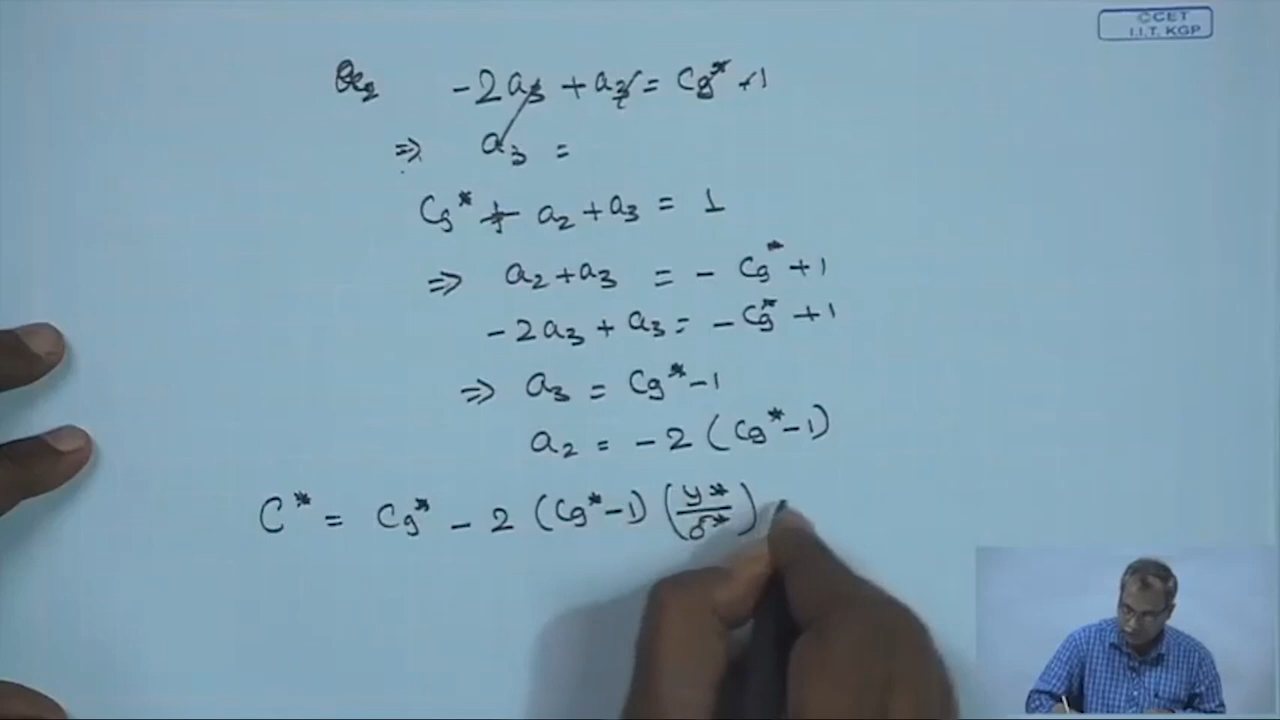 ©CET
I.I.T. KGP
-2a₃ + a₃ = Cg* + 1
⇒ a₃ =
Cg* + a₂ + a₃ = 1
⇒ a₂ + a₃ = - Cg* + 1
-2a₃ + a₃ = - Cg* + 1
⇒ a₃ = Cg* - 1
a₂ = -2 (Cg* - 1)
C* = Cg* - 2 (Cg* - 1) (y*/δ*)